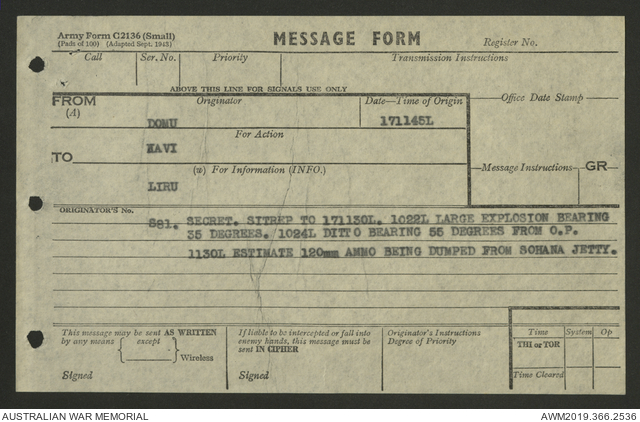 Army Form C2136 (Small)
(Pads of 100) (Adapted Sept. 1943)
MESSAGE FORM
Register No.
Call
Ser. No.
Priority
Transmission Instructions
ABOVE THIS LINE FOR SIGNALS USE ONLY
FROM
(A)
Originator
DOMU
Date—Time of Origin
171145L
Office Date Stamp
For Action
TO
WAVI
(w) For Information (INFO.)
LIRU
Message Instructions
GR
ORIGINATOR'S No.
S81. SECRET. SITREP TO 171130L. 1022L LARGE EXPLOSION BEARING
35 DEGREES. 1024L DITTO BEARING 55 DEGREES FROM O.P.
1130L ESTIMATE 120mm AMMO BEING DUMPED FROM SOHANA JETTY.
This message may be sent AS WRITTEN
by any means except Wireless
Signed
If liable to be intercepted or fall into
enemy hands, this message must be
sent IN CIPHER
Signed
Originator's Instructions
Degree of Priority
Time
System
Op
THI or TOR
Time Cleared
AUSTRALIAN WAR MEMORIAL
AWM2019.366.2536